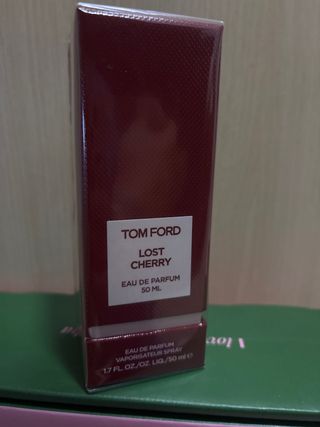 TOM FORD
LOST
CHERRY
EAU DE PARFUM
50 ML
EAU DE PARFUM
VAPORISATEUR SPRAY
1.7 FL. OZ./OZ. LIQ./50 ml ℮